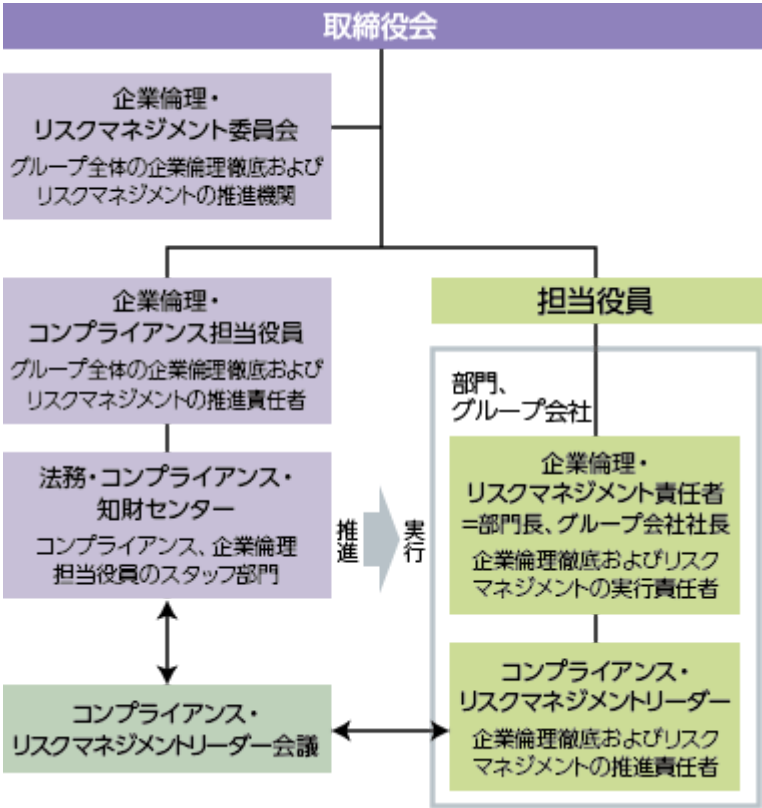 取締役会
企業倫理・
リスクマネジメント委員会
グループ全体の企業倫理徹底および
リスクマネジメントの推進機関
企業倫理・
コンプライアンス担当役員
グループ全体の企業倫理徹底および
リスクマネジメントの推進責任者
法務・コンプライアンス・
知財センター
コンプライアンス、企業倫理
担当役員のスタッフ部門
推進
実行
コンプライアンス・
リスクマネジメントリーダー会議
担当役員
部門、
グループ会社
企業倫理・
リスクマネジメント責任者
=部門長、グループ会社社長
企業倫理徹底およびリスク
マネジメントの実行責任者
コンプライアンス・
リスクマネジメントリーダー
企業倫理徹底およびリスク
マネジメントの推進責任者